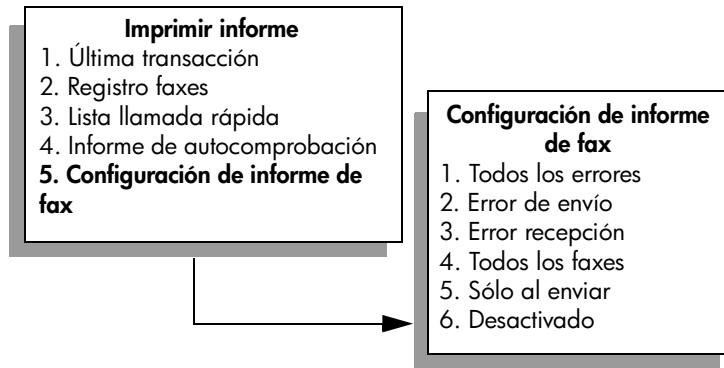 Imprimir informe
1. Última transacción
2. Registro faxes
3. Lista llamada rápida
4. Informe de autocomprobación
5. Configuración de informe de
fax
Configuración de informe
de fax
1. Todos los errores
2. Error de envío
3. Error recepción
4. Todos los faxes
5. Sólo al enviar
6. Desactivado